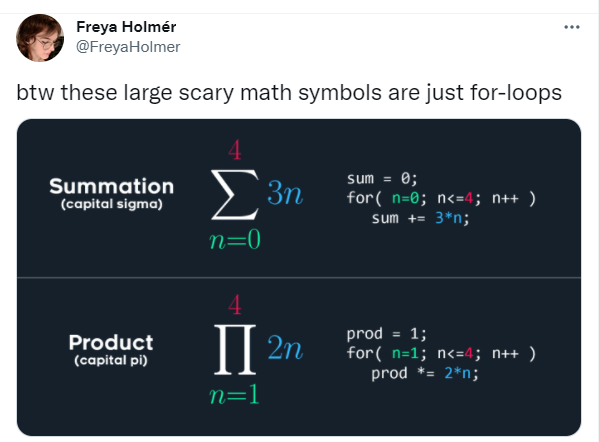 Freya Holmér
@FreyaHolmer
btw these large scary math symbols are just for-loops
Summation
(capital sigma)
4
∑ 3n
n=0
sum = 0;
for( n=0; n<=4; n++ )
sum += 3*n;
Product
(capital pi)
4
∏ 2n
n=1
prod = 1;
for( n=1; n<=4; n++ )
prod *= 2*n;